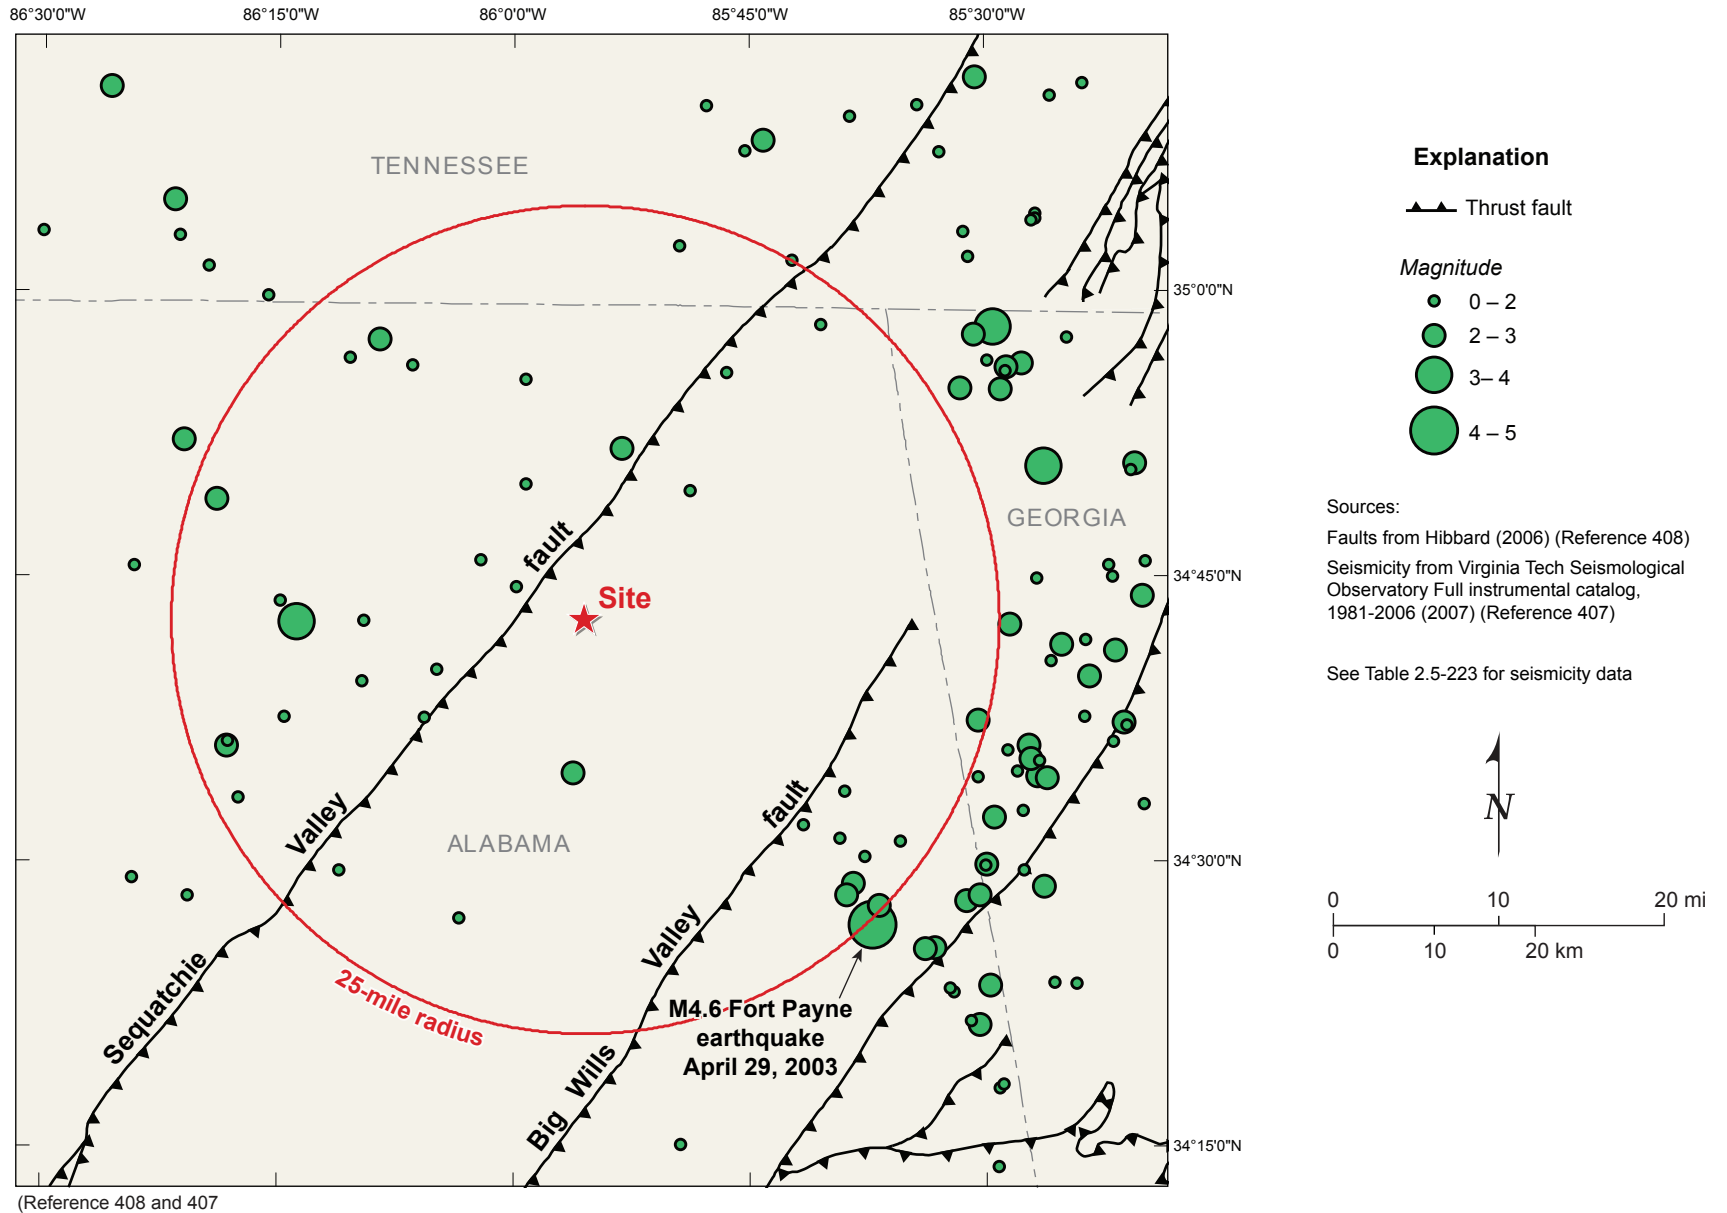 86°30'0"W
86°15'0"W
86°0'0"W
85°45'0"W
85°30'0"W
TENNESSEE
35°0'0"N
GEORGIA
fault
34°45'0"N
Site
Valley
fault
ALABAMA
34°30'0"N
Valley
Sequatchie
25-mile radius
M4.6 Fort Payne
earthquake
April 29, 2003
Big Wills
34°15'0"N
(Reference 408 and 407
Explanation
Thrust fault
Magnitude
0 – 2
2 – 3
3– 4
4 – 5
Sources:
Faults from Hibbard (2006) (Reference 408)
Seismicity from Virginia Tech Seismological
Observatory Full instrumental catalog,
1981-2006 (2007) (Reference 407)
See Table 2.5-223 for seismicity data
N
0 10 20 mi
0 10 20 km